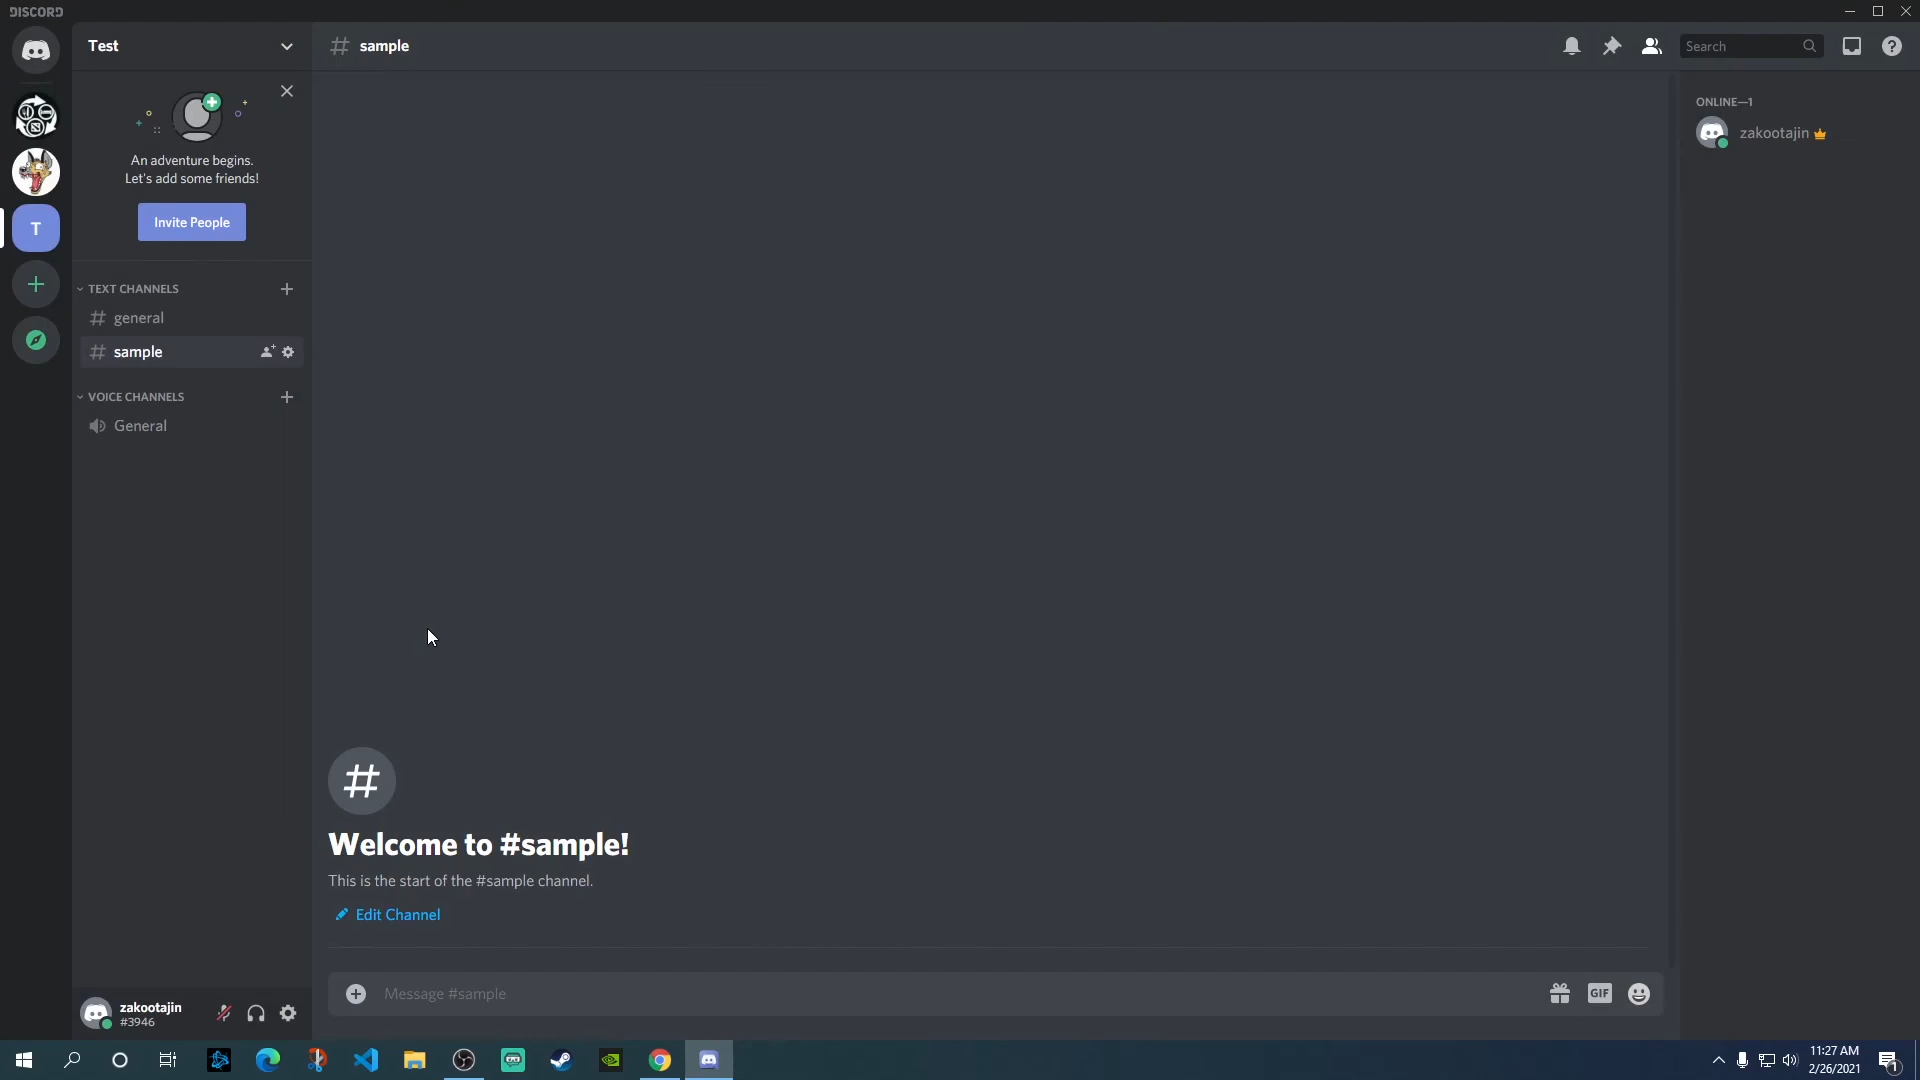 DISCORD
Test
sample
Search
An adventure begins.
Let's add some friends!
Invite People
T
TEXT CHANNELS
general
sample
VOICE CHANNELS
General
ONLINE—1
zakootajin
Welcome to #sample!
This is the start of the #sample channel.
Edit Channel
Message #sample
GIF
zakootajin
#3946
11:27 AM
2/26/2021
1